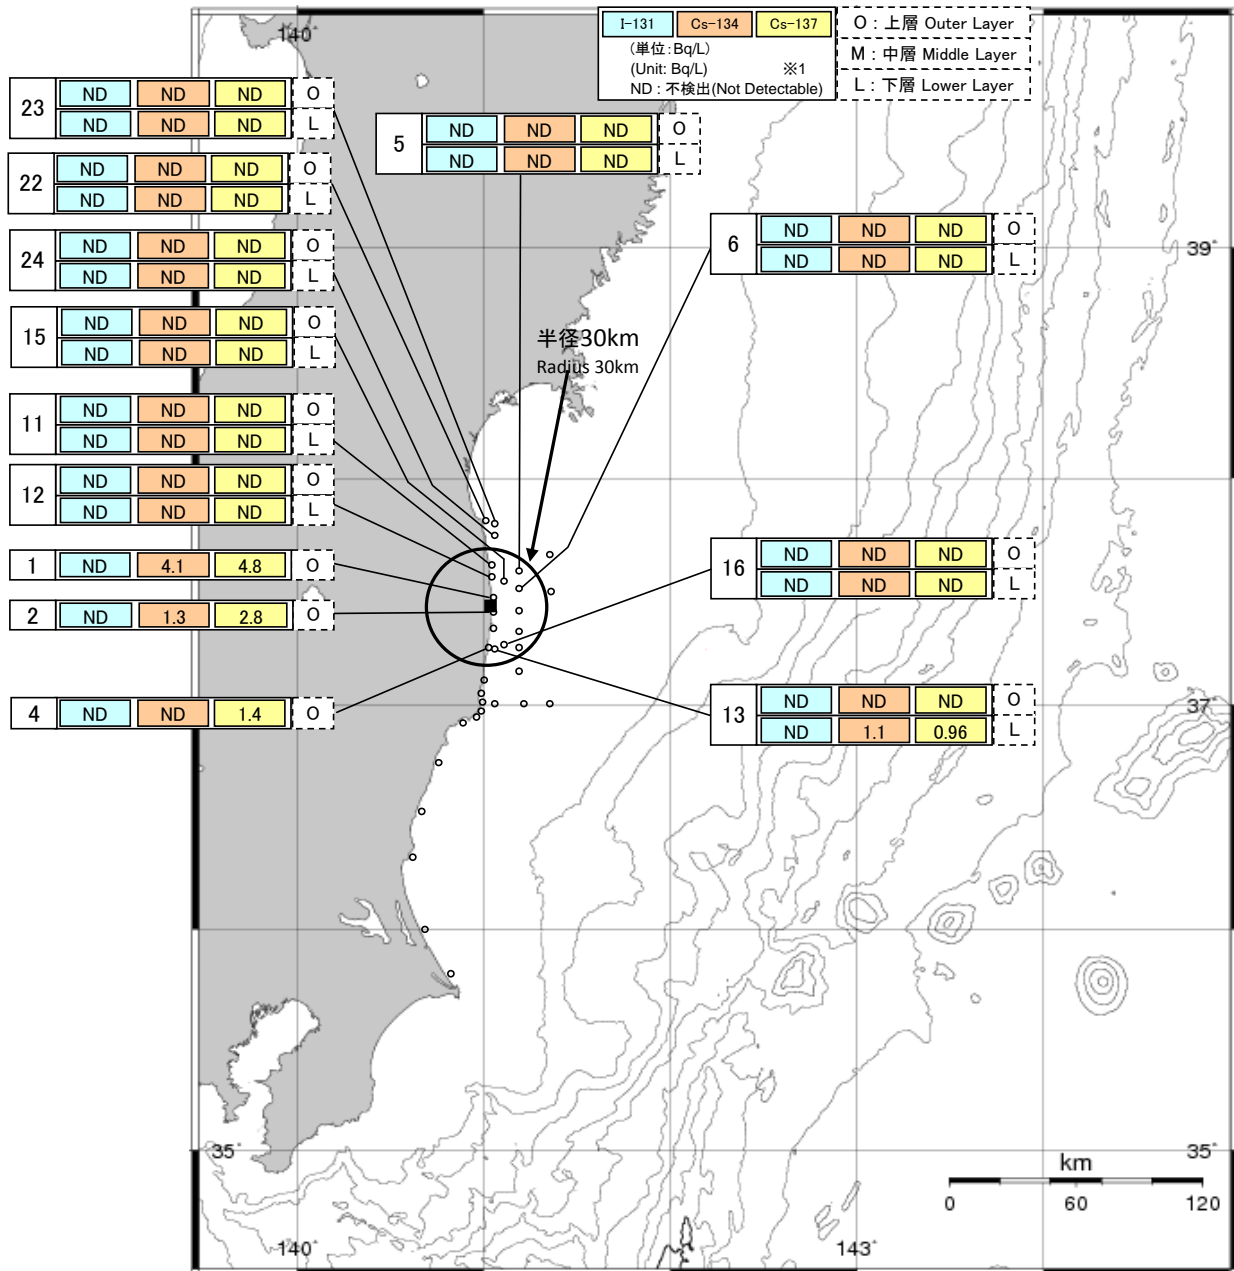 140°
I-131 Cs-134 Cs-137
(単位:Bq/L)
(Unit: Bq/L) ※1
ND : 不検出(Not Detectable)
O : 上層 Outer Layer
M : 中層 Middle Layer
L : 下層 Lower Layer
23
ND ND ND O
ND ND ND L
5
ND ND ND O
ND ND ND L
22
ND ND ND O
ND ND ND L
6
ND ND ND O
ND ND ND L
39°
24
ND ND ND O
ND ND ND L
15
ND ND ND O
ND ND ND L
半径30km
Radius 30km
11
ND ND ND O
ND ND ND L
12
ND ND ND O
ND ND ND L
1 ND 4.1 4.8 O
16
ND ND ND O
ND ND ND L
2 ND 1.3 2.8 O
4 ND ND 1.4 O
13
ND ND ND O
ND 1.1 0.96 L
37°
35°
35°
km
0 60 120
140°
143°